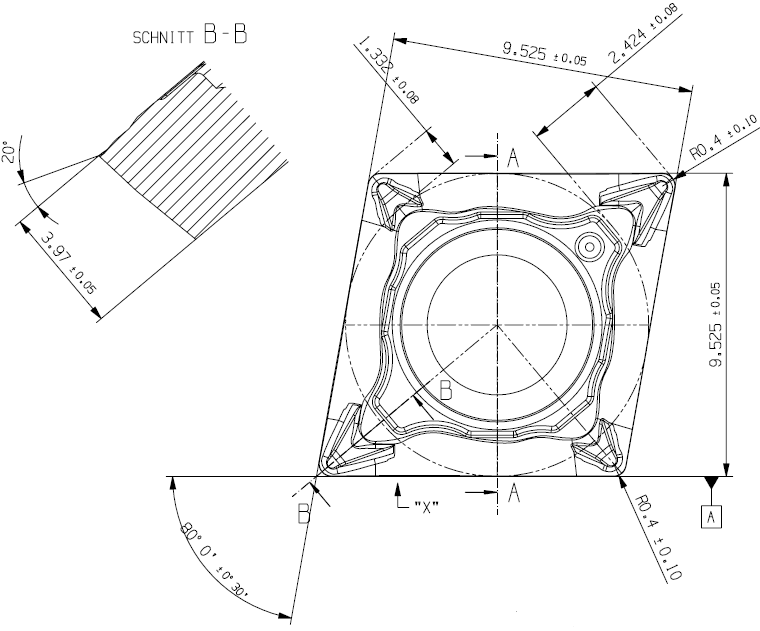 SCHNITT B-B
9.525 ±0.05
2.424 ±0.08
1.332 ±0.08
R0.4 ±0.10
A
20°
3.97 ±0.05
9.525 ±0.05
B
B
A
"X"
A
80° 0' ±0°30'
R0.4 ±0.10